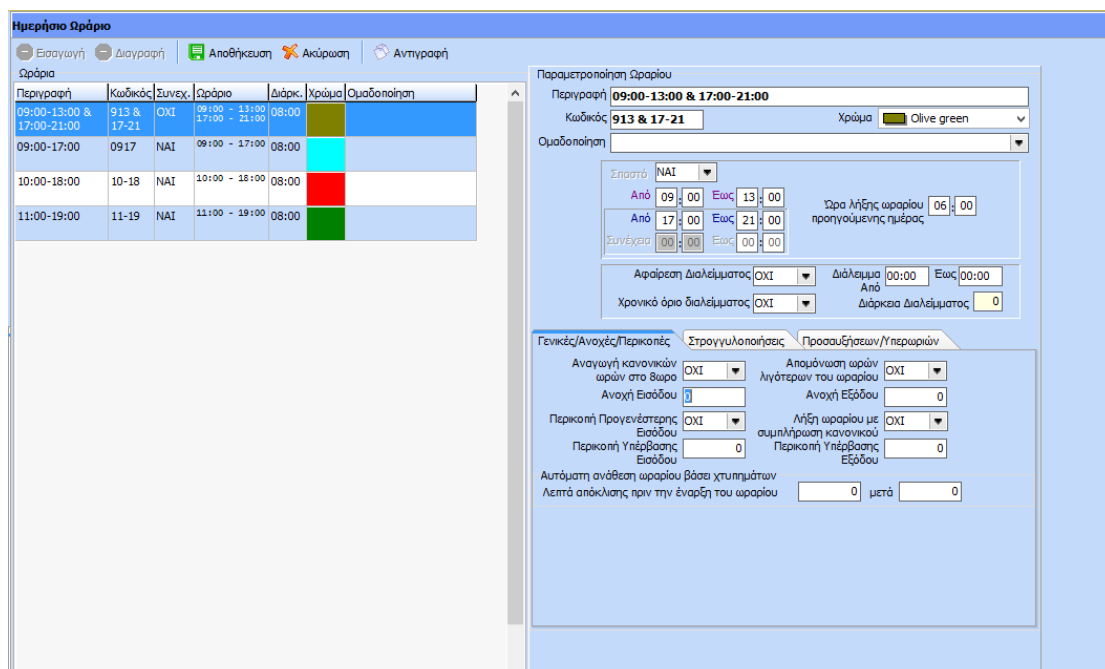 Ημερήσιο Ωράριο
Εισαγωγή Διαγραφή Αποθήκευση Ακύρωση Αντιγραφή
Ωράρια
Περιγραφή Κωδικός Συνεχ. Ωράριο Διάρκ. Χρώμα Ομαδοποίηση
09:00-13:00 & 913 & ΟΧΙ 09:00 - 13:00 08:00
17:00-21:00 17-21 17:00 - 21:00
09:00-17:00 0917 ΝΑΙ 09:00 - 17:00 08:00
10:00-18:00 10-18 ΝΑΙ 10:00 - 18:00 08:00
11:00-19:00 11-19 ΝΑΙ 11:00 - 19:00 08:00
Παραμετροποίηση Ωραρίου
Περιγραφή 09:00-13:00 & 17:00-21:00
Κωδικός 913 & 17-21 Χρώμα Olive green
Ομαδοποίηση
Σπαστό ΝΑΙ
Από 09:00 Έως 13:00
Από 17:00 Έως 21:00
Συνέχεια 00:00 Έως 00:00
Ώρα λήξης ωραρίου 06:00
προηγούμενης ημέρας
Αφαίρεση Διαλείμματος ΟΧΙ Διάλειμμα 00:00 Έως 00:00
Από
Χρονικό όριο διαλείμματος ΟΧΙ Διάρκεια Διαλείμματος 0
Γενικές/Ανοχές/Περικοπές Στρογγυλοποιήσεις Προσαυξήσεων/Υπερωριών
Αναγωγή κανονικών ΟΧΙ Απομόνωση ωρών ΟΧΙ
ωρών στο 8ωρο λιγότερων του ωραρίου
Ανοχή Εισόδου 0 Ανοχή Εξόδου 0
Περικοπή Προγενέστερης ΟΧΙ Λήξη ωραρίου με ΟΧΙ
Εισόδου συμπλήρωση κανονικού
Περικοπή Υπέρβασης 0 Περικοπή Υπέρβασης 0
Εισόδου Εξόδου
Αυτόματη ανάθεση ωραρίου βάσει χτυπημάτων
Λεπτά απόκλισης πριν την έναρξη του ωραρίου 0 μετά 0